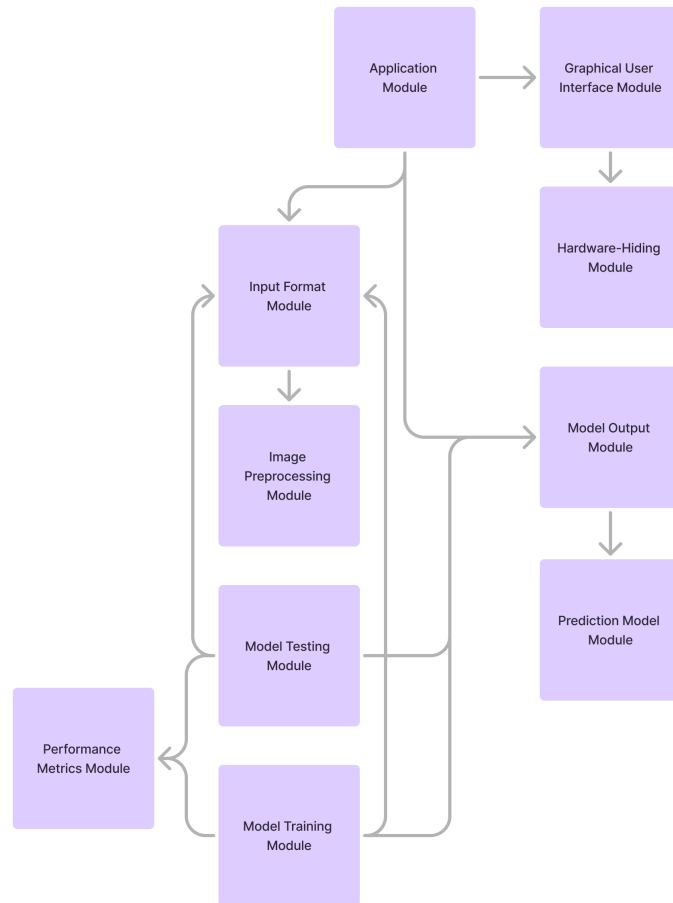 Application
Module
Graphical User
Interface Module
Hardware-Hiding
Module
Input Format
Module
Image
Preprocessing
Module
Model Output
Module
Prediction Model
Module
Model Testing
Module
Performance
Metrics Module
Model Training
Module